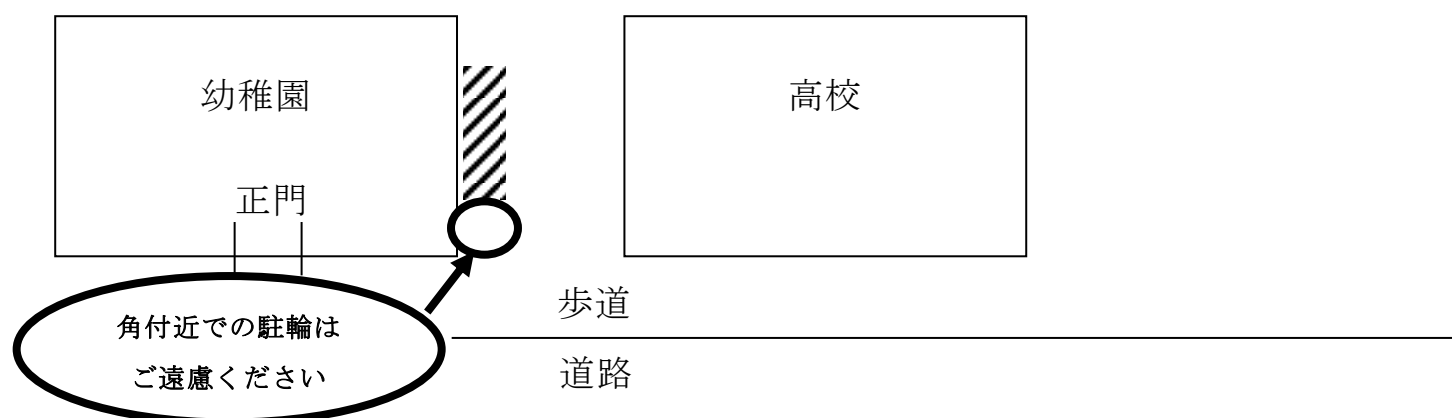 幼稚園
高校
正門
歩道
角付近での駐輪は
ご遠慮ください
道路